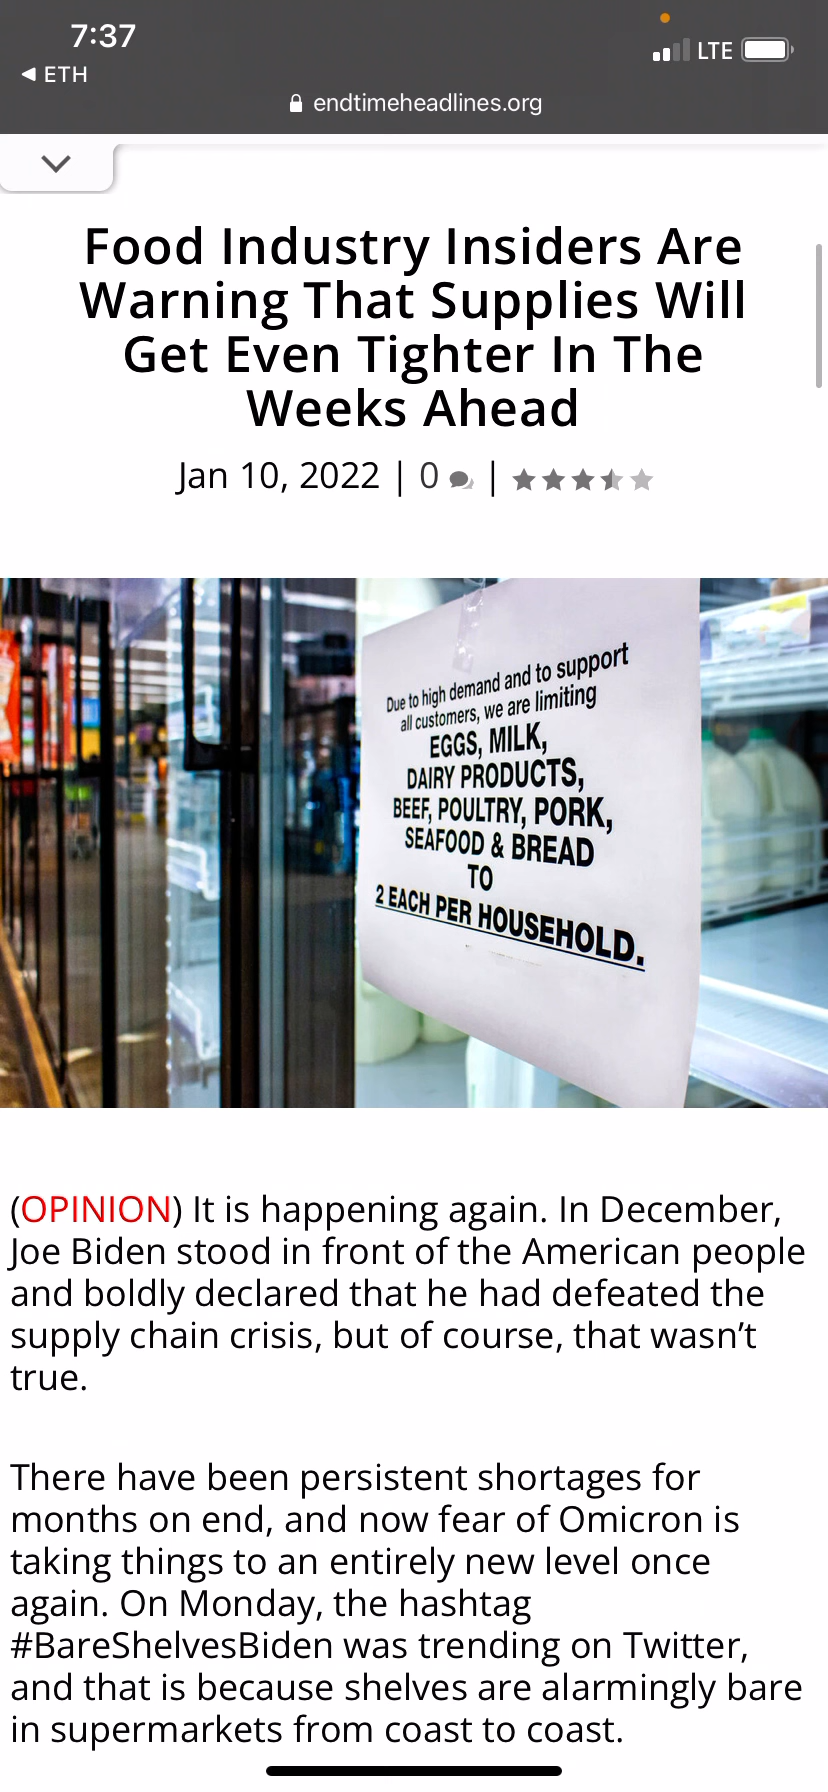 7:37
LTE
◀ ETH
endtimeheadlines.org
Food Industry Insiders Are
Warning That Supplies Will
Get Even Tighter In The
Weeks Ahead
Jan 10, 2022 | 0 |
Due to high demand and to support
all customers, we are limiting
EGGS, MILK,
DAIRY PRODUCTS,
BEEF, POULTRY, PORK,
SEAFOOD & BREAD
TO
2 EACH PER HOUSEHOLD.
(OPINION) It is happening again. In December,
Joe Biden stood in front of the American people
and boldly declared that he had defeated the
supply chain crisis, but of course, that wasn’t
true.
There have been persistent shortages for
months on end, and now fear of Omicron is
taking things to an entirely new level once
again. On Monday, the hashtag
#BareShelvesBiden was trending on Twitter,
and that is because shelves are alarmingly bare
in supermarkets from coast to coast.